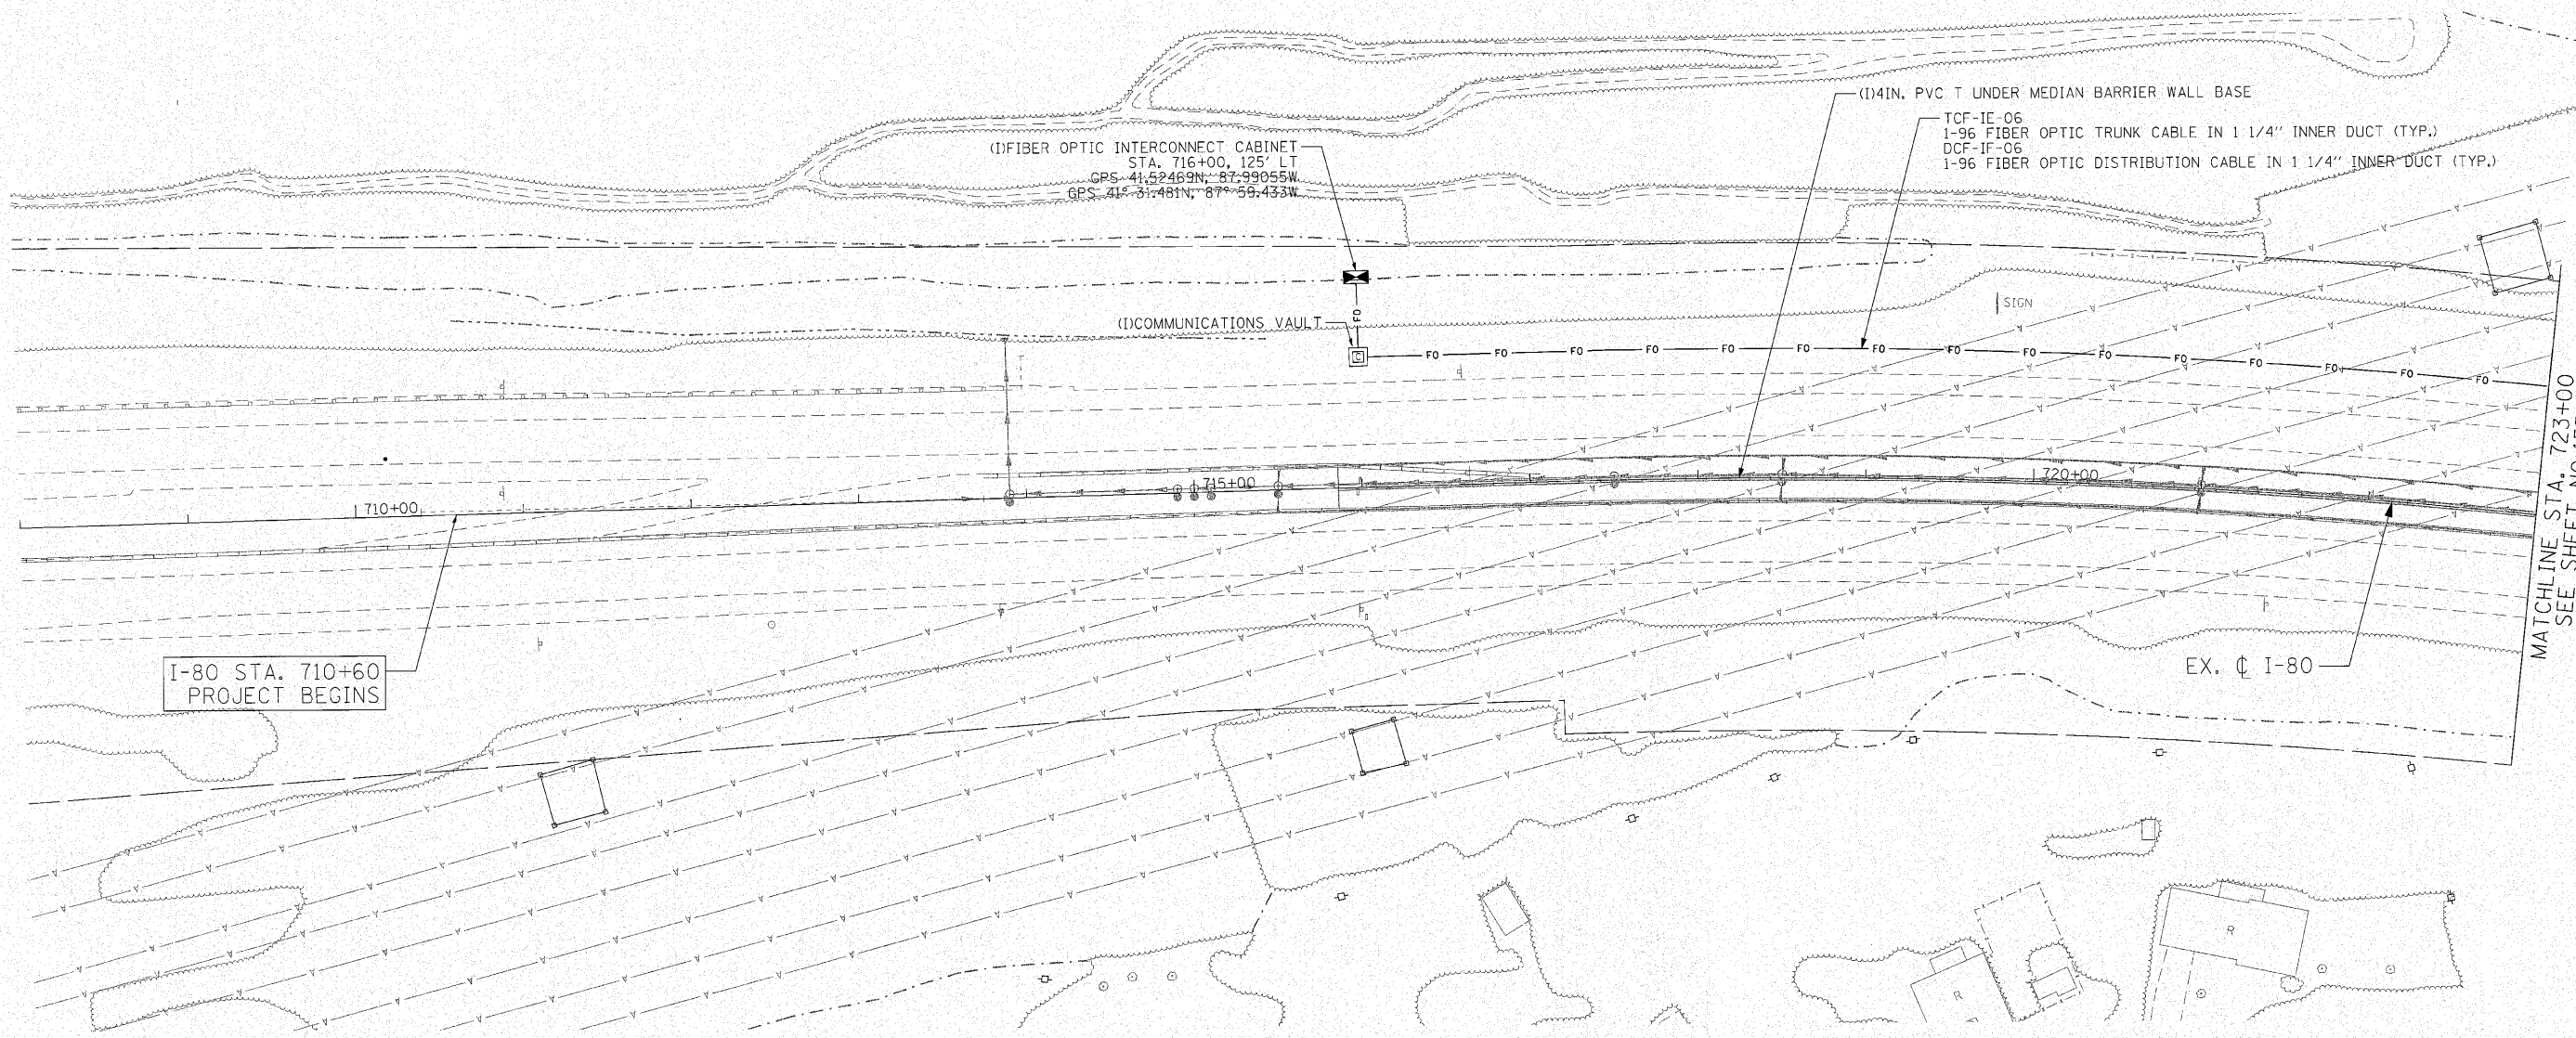 (I)4IN. PVC T UNDER MEDIAN BARRIER WALL BASE
TCF-IE-06
1-96 FIBER OPTIC TRUNK CABLE IN 1 1/4" INNER DUCT (TYP.)
DCF-IF-06
1-96 FIBER OPTIC DISTRIBUTION CABLE IN 1 1/4" INNER DUCT (TYP.)
(I)FIBER OPTIC INTERCONNECT CABINET
STA. 716+00, 125' LT
GPS 41.52469N, 87.99055W
GPS 41° 31.481N, 87° 59.433W
SIGN
FO
(I)COMMUNICATIONS VAULT
C
FO FO FO FO FO FO FO FO FO FO FO FO FO FO FO
710+00
715+00
720+00
I-80 STA. 710+60
PROJECT BEGINS
EX. ℄ I-80
MATCHLINE STA. 723+00
SEE SHEET NO.
R
R